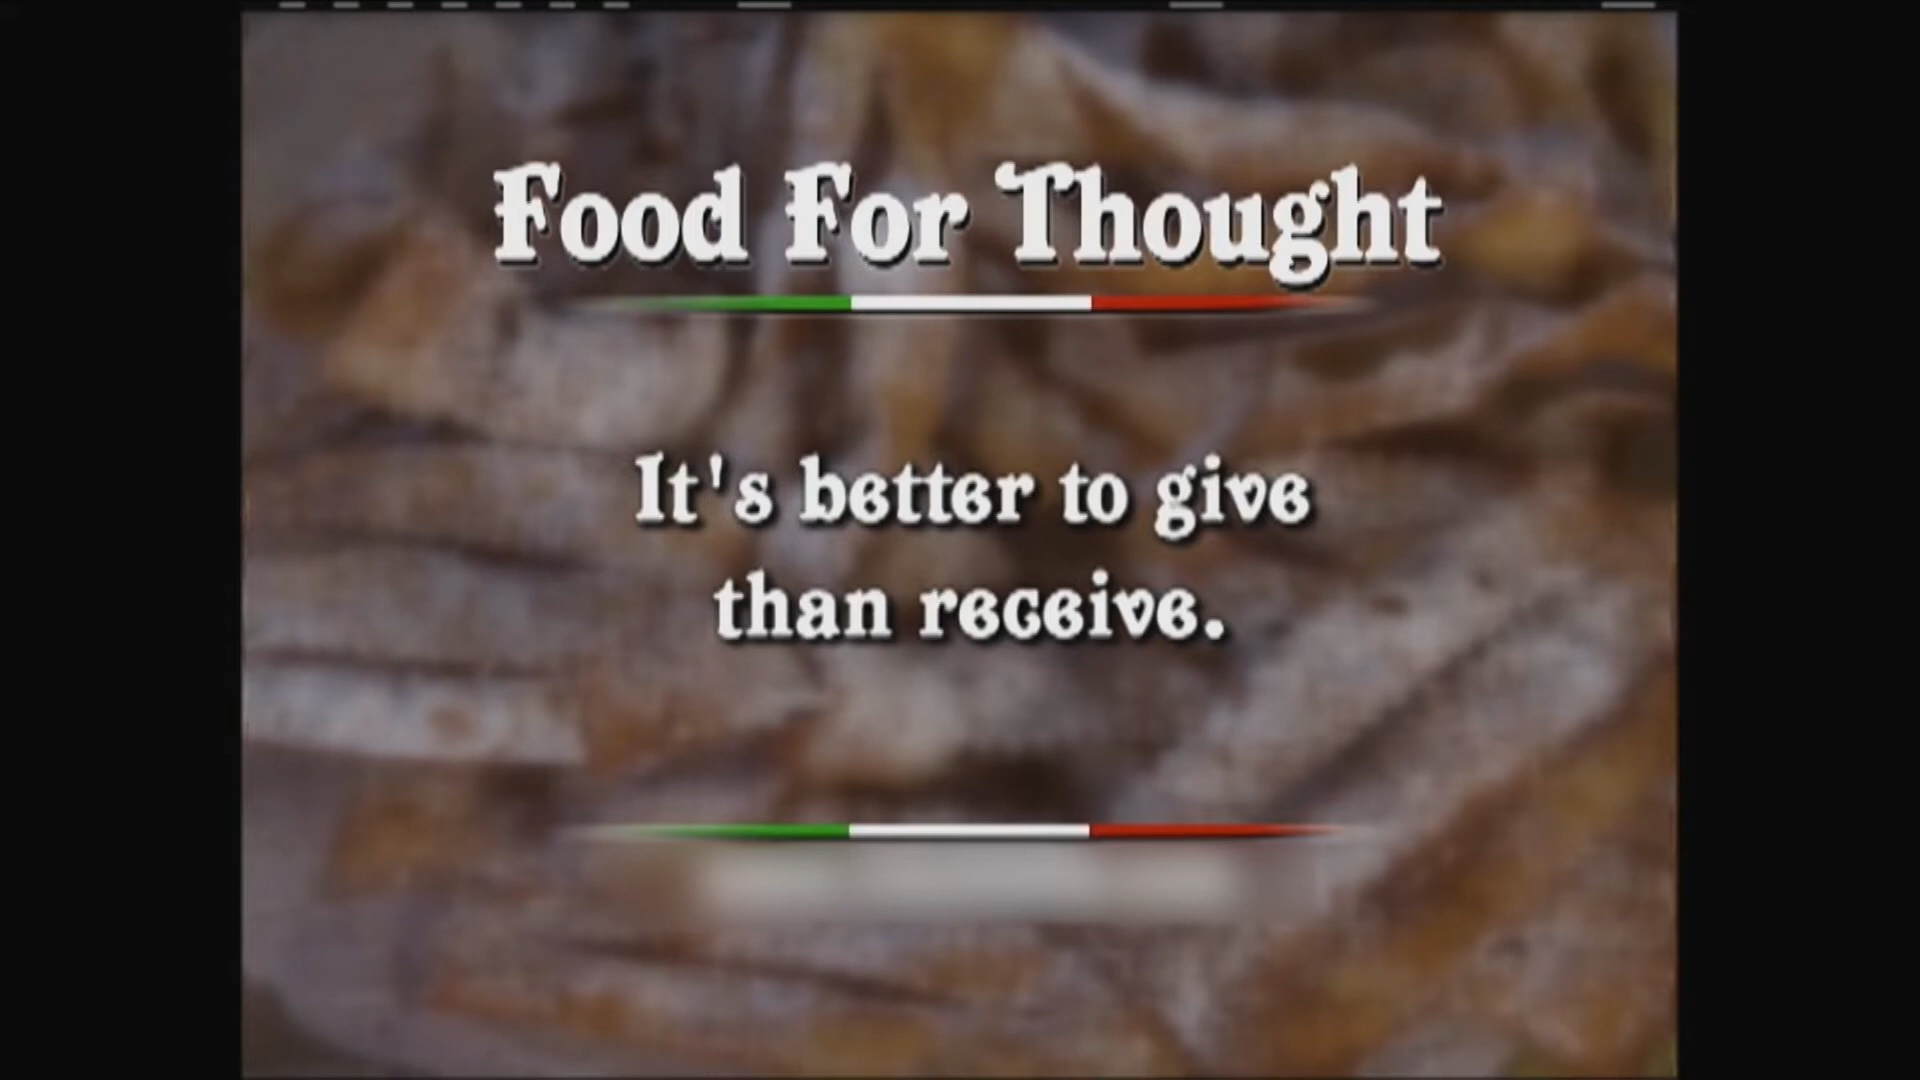 Food For Thought
It's better to give
than receive.